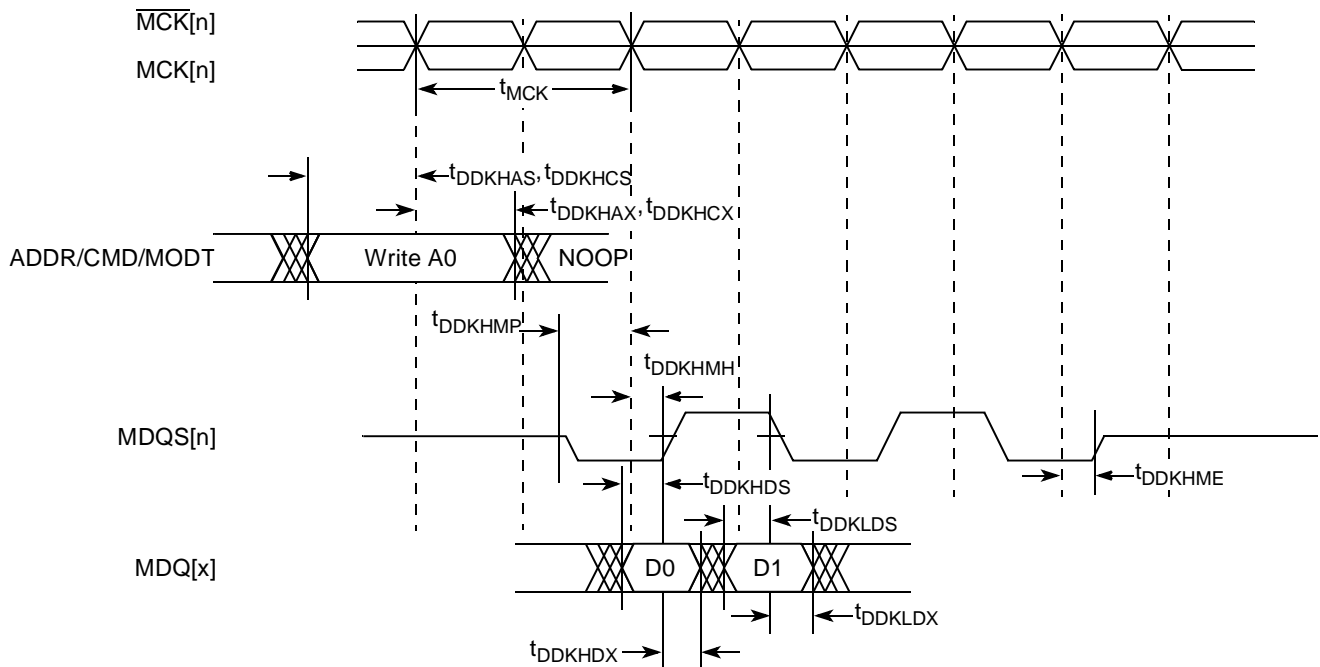 MCK[n]
MCK[n]
tMCK
tDDKHAS, tDDKHCS
tDDKHAX, tDDKHCX
ADDR/CMD/MODT
Write A0
NOOP
tDDKHMP
tDDKHMH
MDQS[n]
tDDKHDS
tDDKHME
tDDKLDS
MDQ[x]
D0
D1
tDDKLDX
tDDKHDX